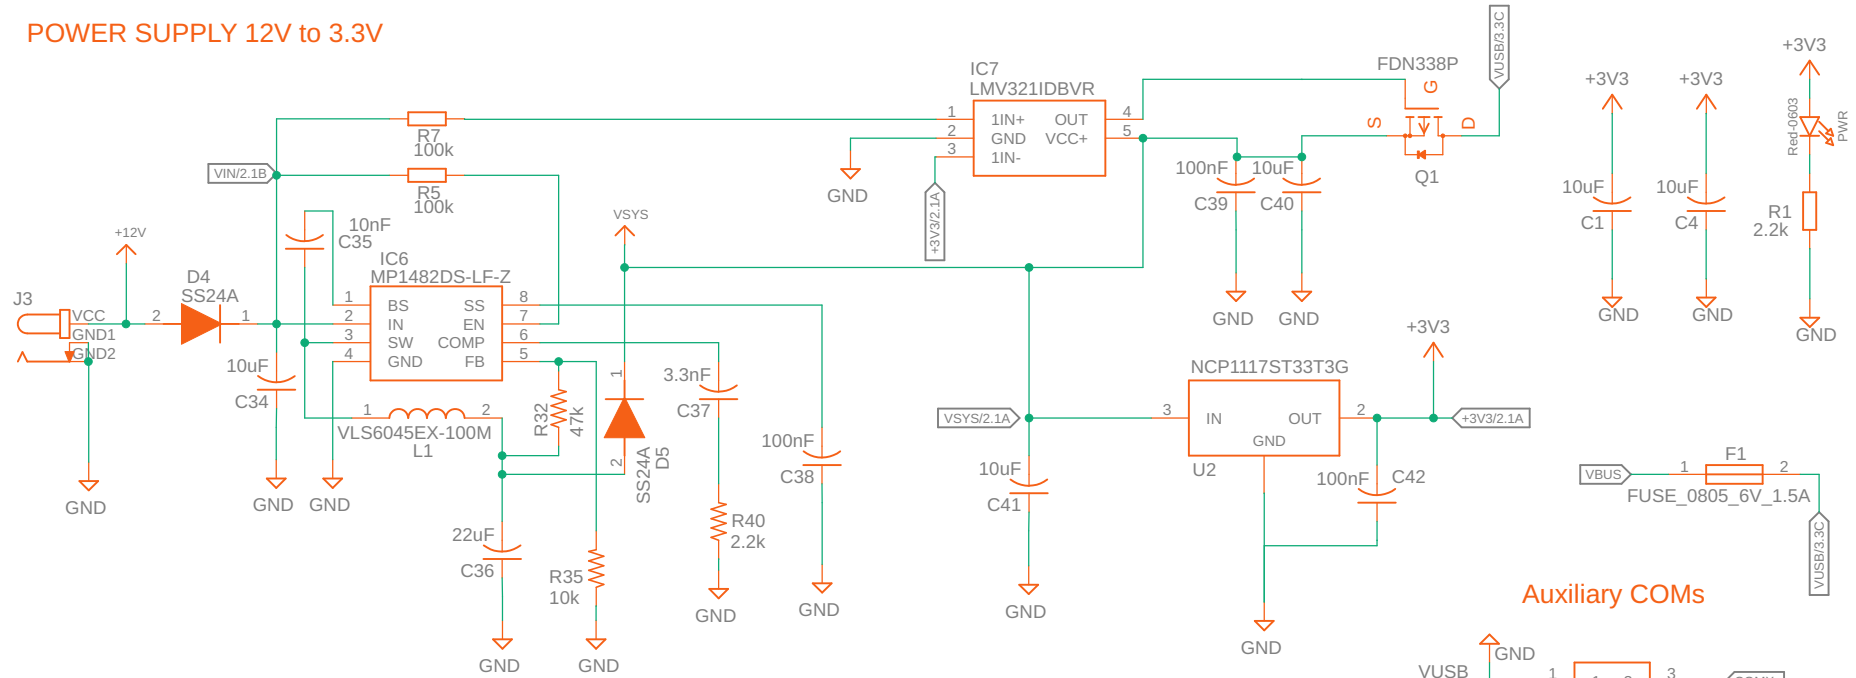 POWER SUPPLY 12V to 3.3V
VUSB/3.3C
FDN338P
G
S
D
Q1
IC7
LMV321IDBVR
1
1IN+
OUT
4
2
GND
VCC+
5
3
1IN-
GND
+3V3/2.1A
R7
100k
VIN/2.1B
R5
100k
100nF
C39
GND
10uF
C40
GND
+3V3
10uF
C1
GND
+3V3
10uF
C4
GND
+3V3
Red-0603
PWR
R1
2.2k
GND
+12V
J3
VCC
GND1
GND2
GND
2
D4
SS24A
1
10uF
C34
GND
10nF
C35
IC6
MP1482DS-LF-Z
1
BS
SS
8
2
IN
EN
7
3
SW
COMP
6
4
GND
FB
5
GND
1
2
VLS6045EX-100M
L1
R32
47k
VSYS
1
2
SS24A
D5
22uF
C36
GND
R35
10k
GND
3.3nF
C37
R40
2.2k
GND
100nF
C38
GND
VSYS/2.1A
10uF
C41
GND
NCP1117ST33T3G
3
IN
OUT
2
GND
U2
+3V3
+3V3/2.1A
100nF
C42
GND
VBUS
1
F1
2
FUSE_0805_6V_1.5A
VUSB/3.3C
Auxiliary COMs
GND
VUSB
1
3